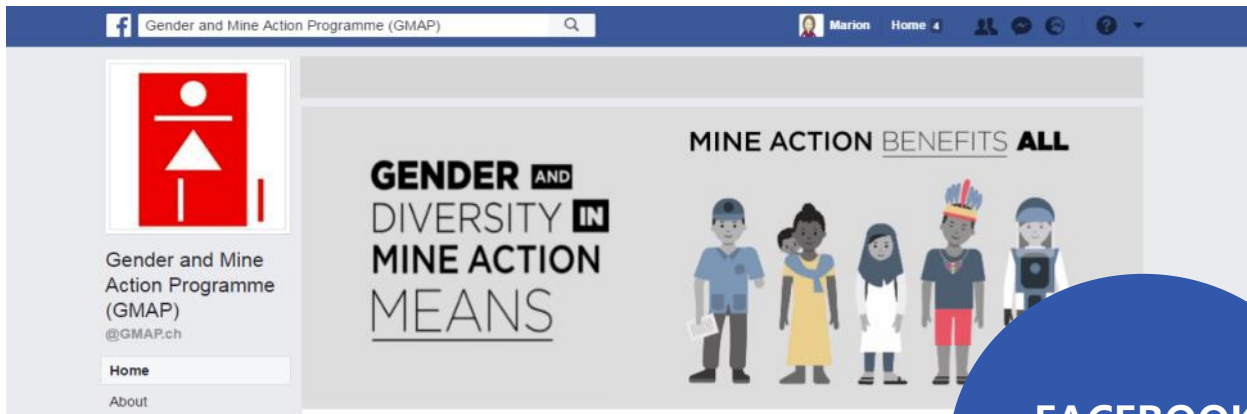 Gender and Mine Action Programme (GMAP)
Marion Home 4
GENDER AND
DIVERSITY IN
MINE ACTION
MEANS
MINE ACTION BENEFITS ALL
Gender and Mine
Action Programme
(GMAP)
@GMAP.ch
Home
About
FACEBOOK